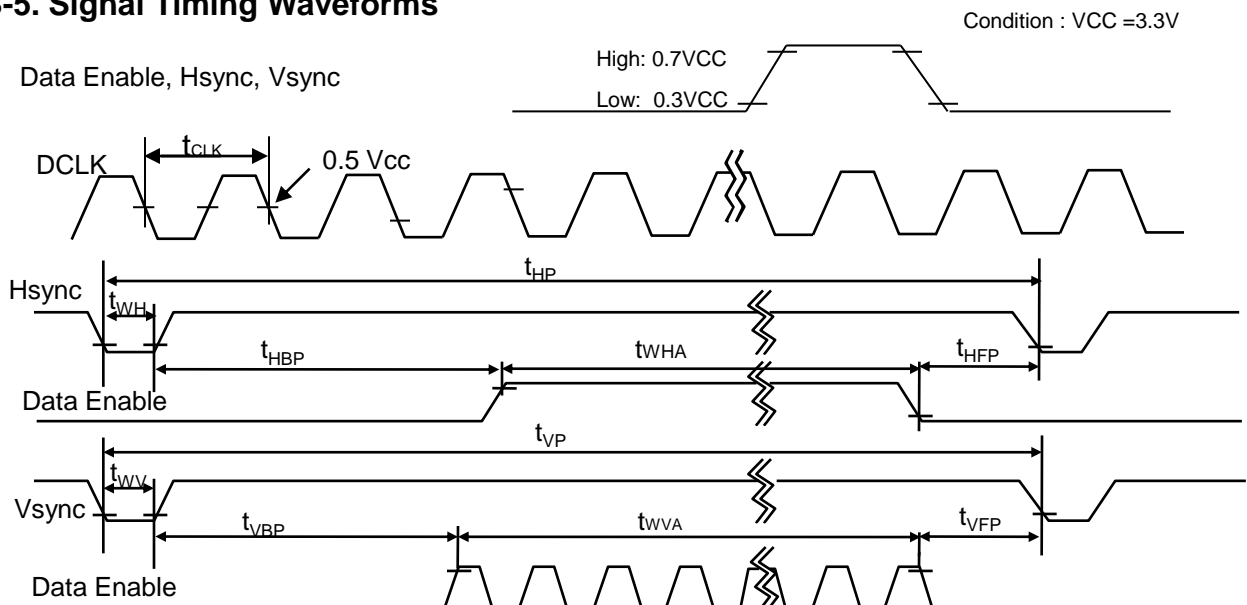 -5. Signal Timing Waveforms
Condition : VCC =3.3V
Data Enable, Hsync, Vsync
High: 0.7VCC
Low: 0.3VCC
DCLK
tCLK
0.5 Vcc
tHP
Hsync
tWH
tHBP
tWHA
tHFP
Data Enable
tVP
tWV
Vsync
tVBP
tWVA
tVFP
Data Enable